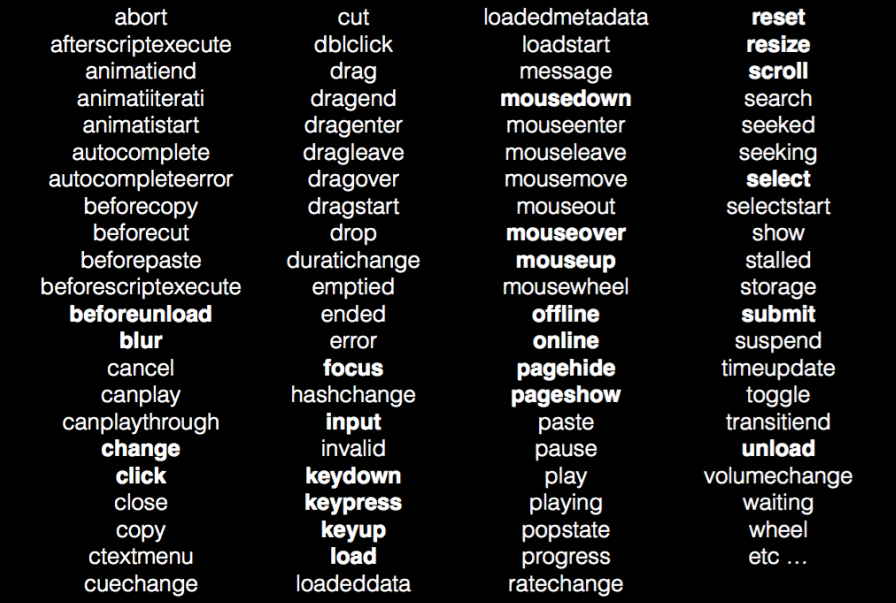 abort
afterscriptexecute
animatiend
animatiiterati
animatistart
autocomplete
autocompleteerror
beforecopy
beforecut
beforepaste
beforescriptexecute
beforeunload
blur
cancel
canplay
canplaythrough
change
click
close
copy
ctextmenu
cuechange
cut
dblclick
drag
dragend
dragenter
dragleave
dragover
dragstart
drop
duratichange
emptied
ended
error
focus
hashchange
input
invalid
keydown
keypress
keyup
load
loadeddata
loadedmetadata
loadstart
message
mousedown
mouseenter
mouseleave
mousemove
mouseout
mouseover
mouseup
mousewheel
offline
online
pagehide
pageshow
paste
pause
play
playing
popstate
progress
ratechange
reset
resize
scroll
search
seeked
seeking
select
selectstart
show
stalled
storage
submit
suspend
timeupdate
toggle
transitiend
unload
volumechange
waiting
wheel
etc …